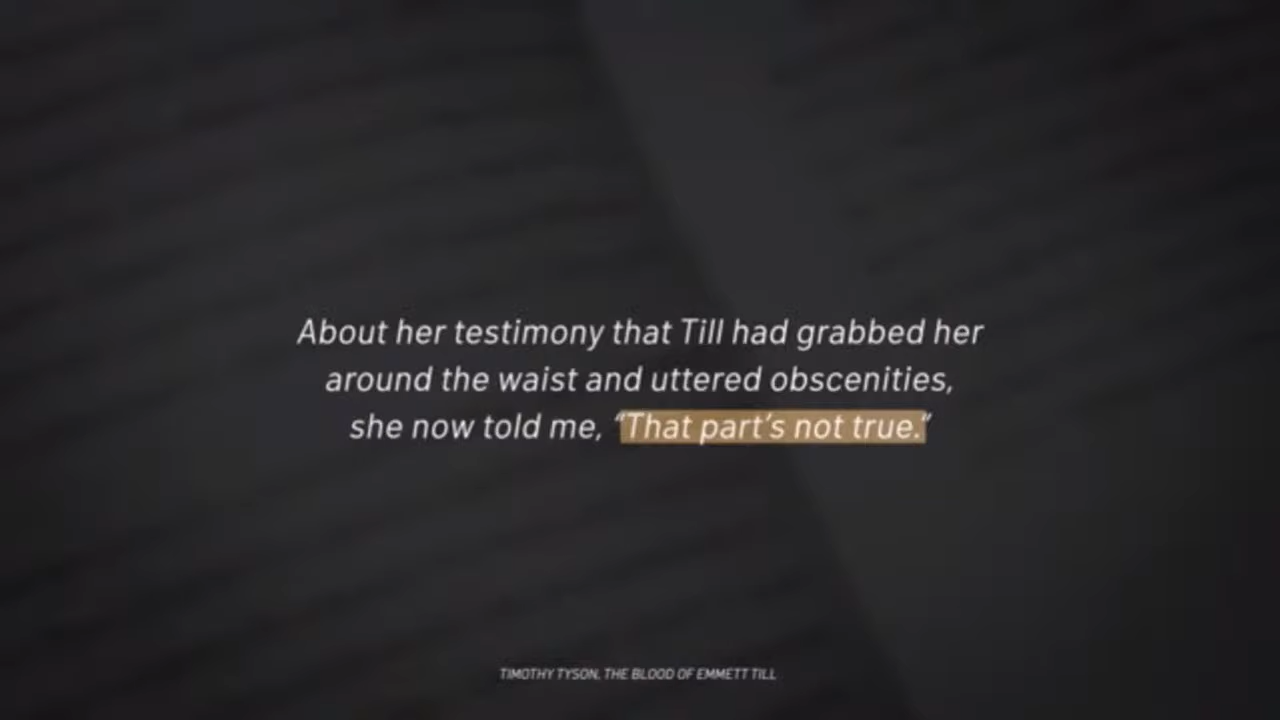 About her testimony that Till had grabbed her
around the waist and uttered obscenities,
she now told me, “That part’s not true.”
TIMOTHY TYSON, THE BLOOD OF EMMETT TILL